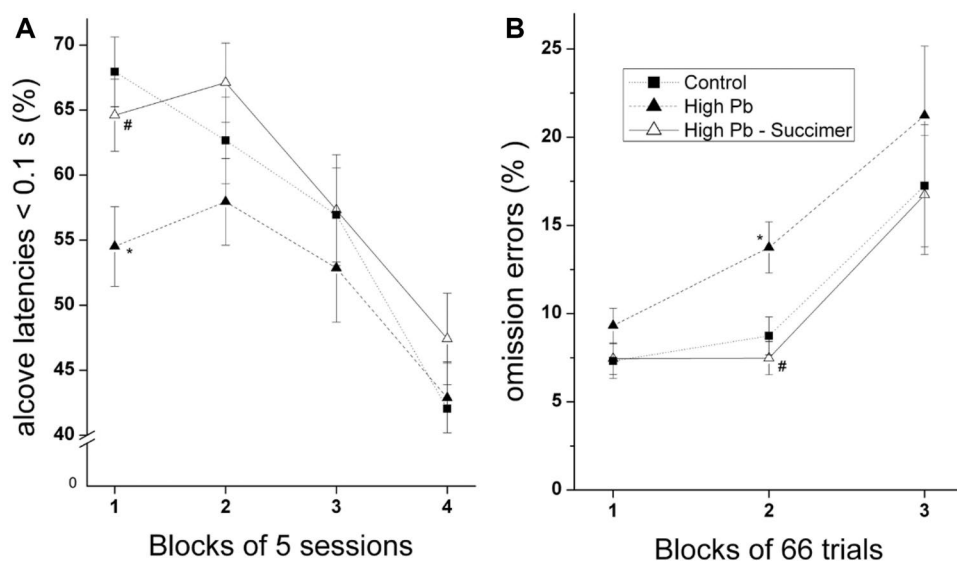 A
alcove latencies < 0.1 s (%)
70
65
60
55
50
45
40
0
#
*
1 2 3 4
Blocks of 5 sessions
B
omission errors (% )
25
20
15
10
5
0
Control
High Pb
High Pb - Succimer
*
#
1 2 3
Blocks of 66 trials